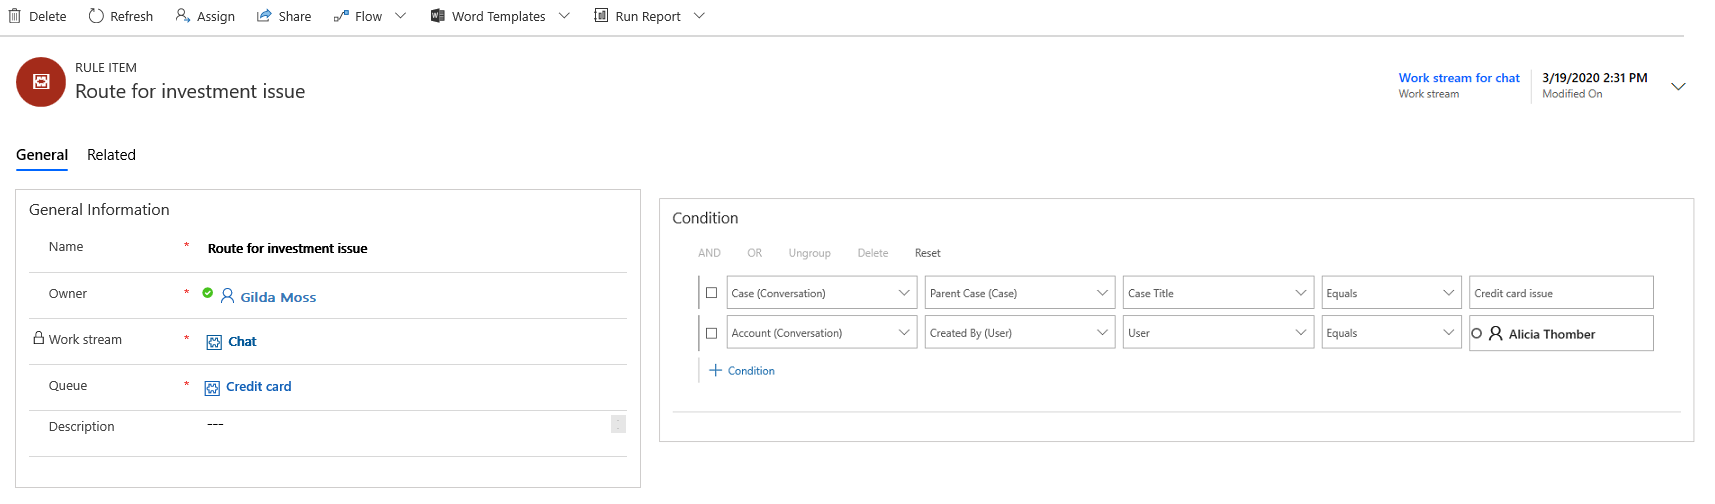 Delete Refresh Assign Share Flow Word Templates Run Report
RULE ITEM
Route for investment issue
Work stream for chat
Work stream
3/19/2020 2:31 PM
Modified On
General Related
General Information
Name * Route for investment issue
Owner * Gilda Moss
Work stream * Chat
Queue * Credit card
Description ---
Condition
AND OR Ungroup Delete Reset
Case (Conversation) Parent Case (Case) Case Title Equals Credit card issue
Account (Conversation) Created By (User) User Equals Alicia Thomber
+ Condition